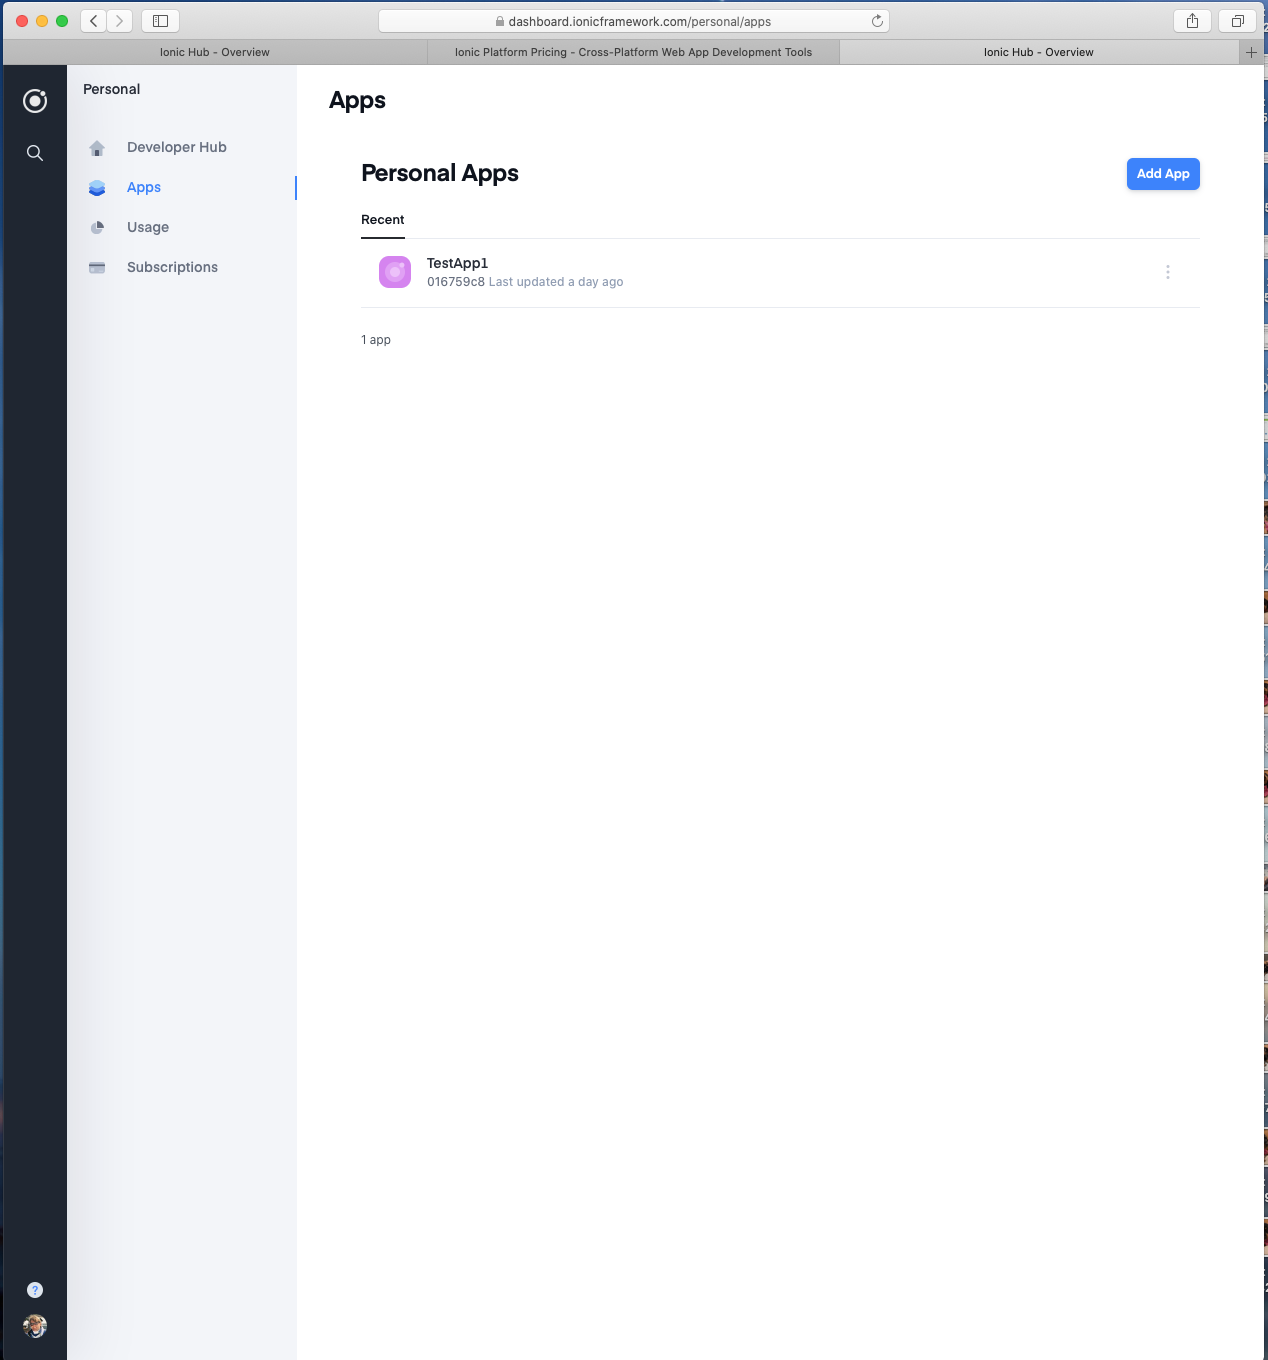 dashboard.ionicframework.com/personal/apps
Ionic Hub - Overview
Ionic Platform Pricing - Cross-Platform Web App Development Tools
Ionic Hub - Overview
Personal
Developer Hub
Apps
Usage
Subscriptions
?
Apps
Personal Apps
Add App
Recent
TestApp1
016759c8 Last updated a day ago
1 app